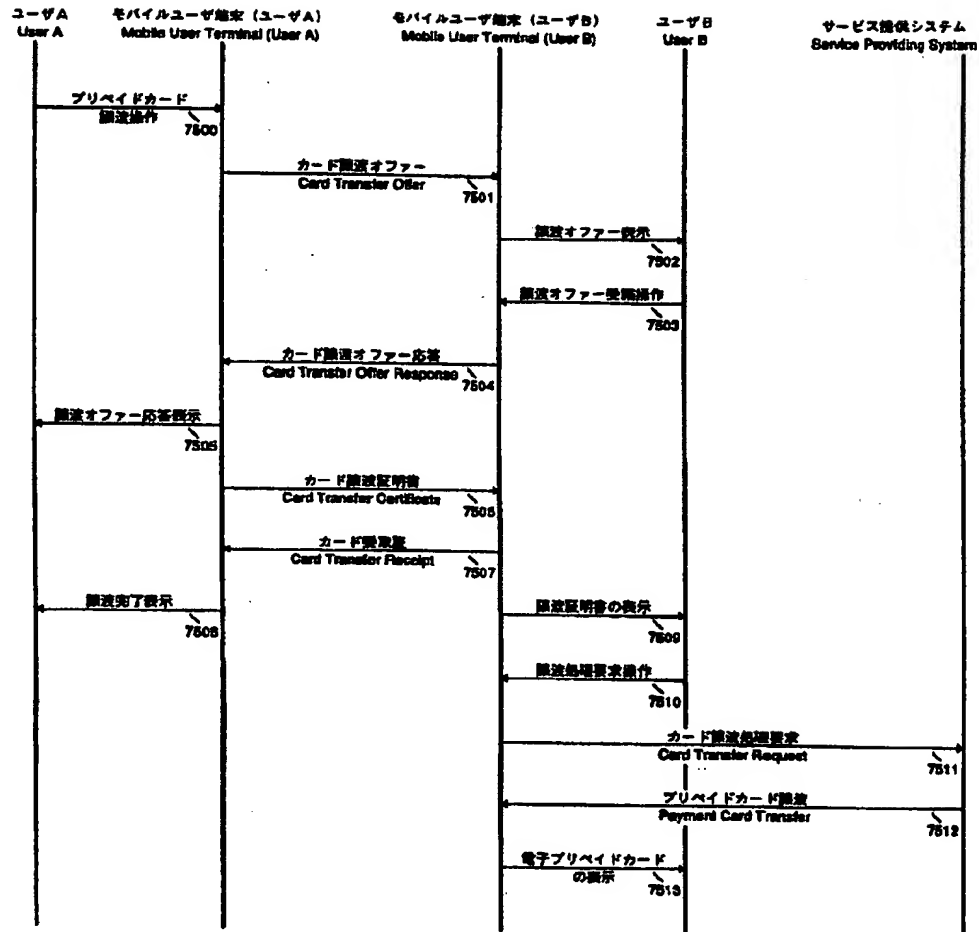 ユーザA
User A
モバイルユーザ端末 (ユーザA)
Mobile User Terminal (User A)
モバイルユーザ端末 (ユーザB)
Mobile User Terminal (User B)
ユーザB
User B
サービス提供システム
Service Providing System
プリペイドカード
譲渡操作
7500
カード譲渡オファー
Card Transfer Offer
7501
譲渡オファー表示
7502
譲渡オファー受諾操作
7503
カード譲渡オファー応答
Card Transfer Offer Response
7504
譲渡オファー応答表示
7505
カード譲渡証明書
Card Transfer Certificate
7506
カード受取証
Card Transfer Receipt
7507
譲渡完了表示
7508
譲渡証明書の表示
7509
譲渡処理要求操作
7510
カード譲渡処理要求
Card Transfer Request
7511
プリペイドカード譲渡
Payment Card Transfer
7512
電子プリペイドカード
の表示
7513